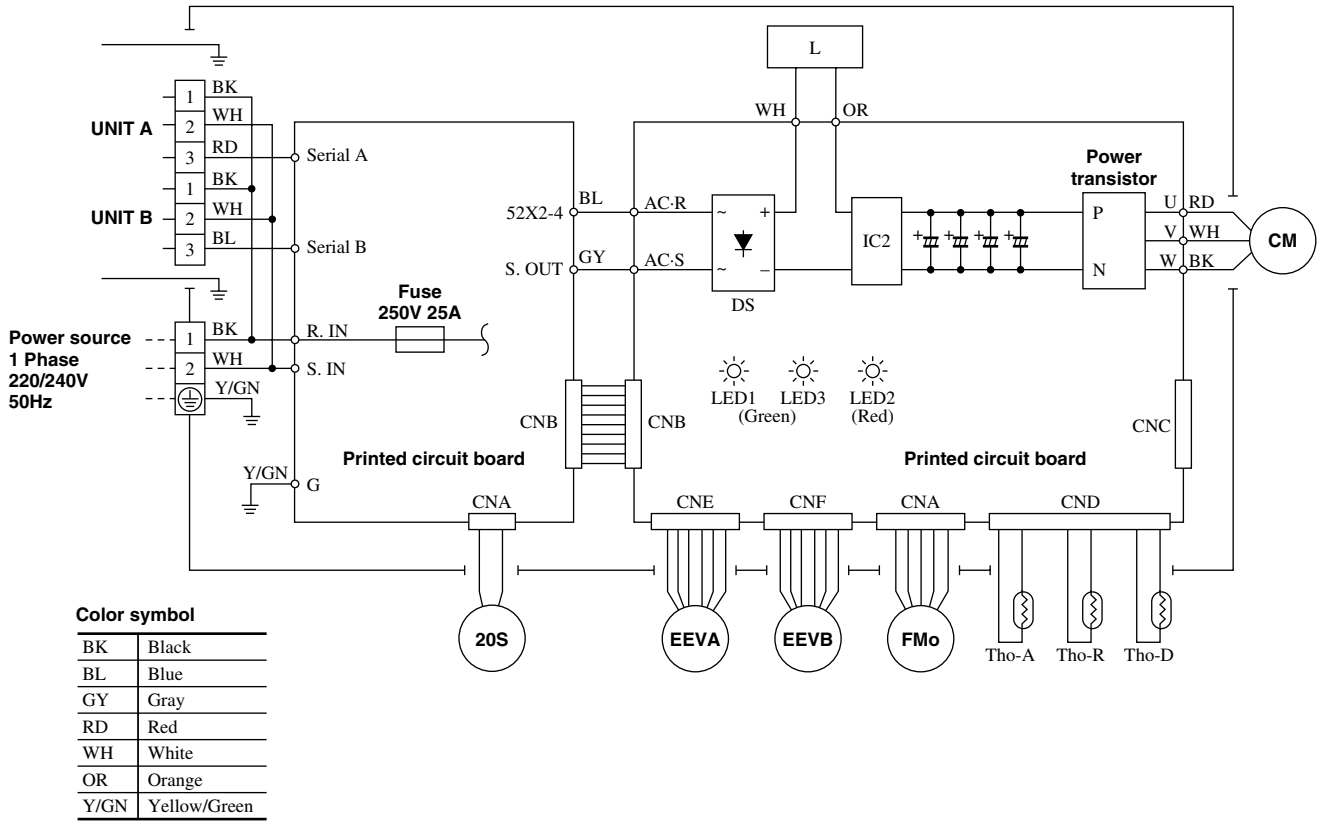 L
WH
OR
1
BK
UNIT A
2
WH
3
RD
Serial A
1
BK
UNIT B
2
WH
3
BL
Serial B
52X2-4
BL
AC·R
S. OUT
GY
AC·S
~
+
~
–
DS
IC2
+
+
+
+
Power
transistor
P
N
U
RD
V
WH
W
BK
CM
Fuse
250V 25A
Power source
1 Phase
220/240V
50Hz
1
BK
R. IN
2
WH
S. IN
Y/GN
LED1
LED3
LED2
(Green)
(Red)
CNB
CNB
CNC
Printed circuit board
Printed circuit board
Y/GN
G
CNA
CNE
CNF
CNA
CND
20S
EEVA
EEVB
FMo
Tho-A
Tho-R
Tho-D
Color symbol
BK Black
BL Blue
GY Gray
RD Red
WH White
OR Orange
Y/GN Yellow/Green